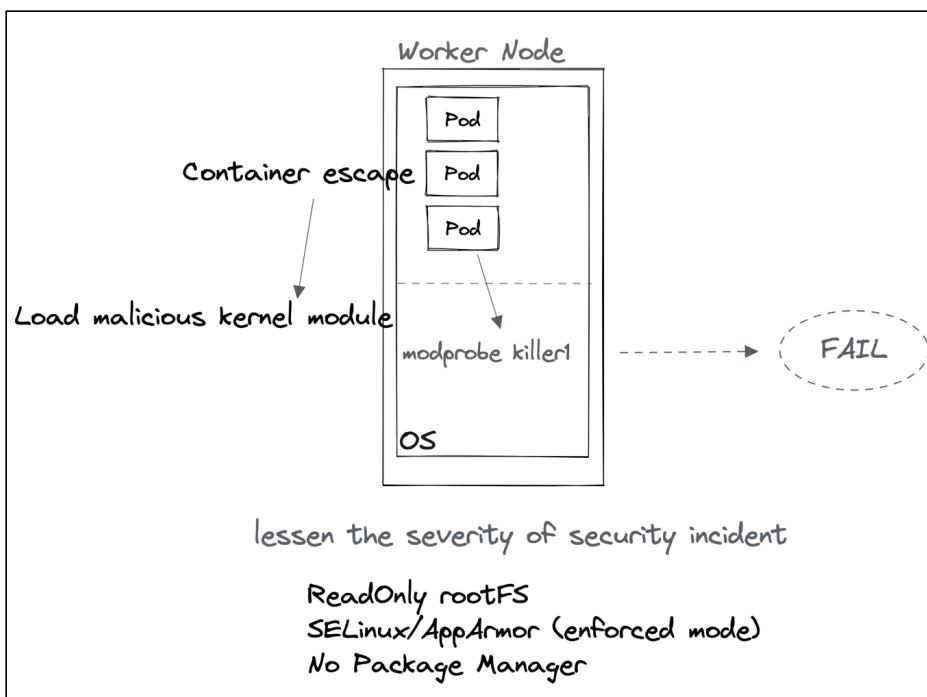 Worker Node
Pod
Container escape
Pod
Pod
Load malicious kernel module
modprobe killer1
FAIL
OS
lessen the severity of security incident
ReadOnly rootFS
SELinux/AppArmor (enforced mode)
No Package Manager